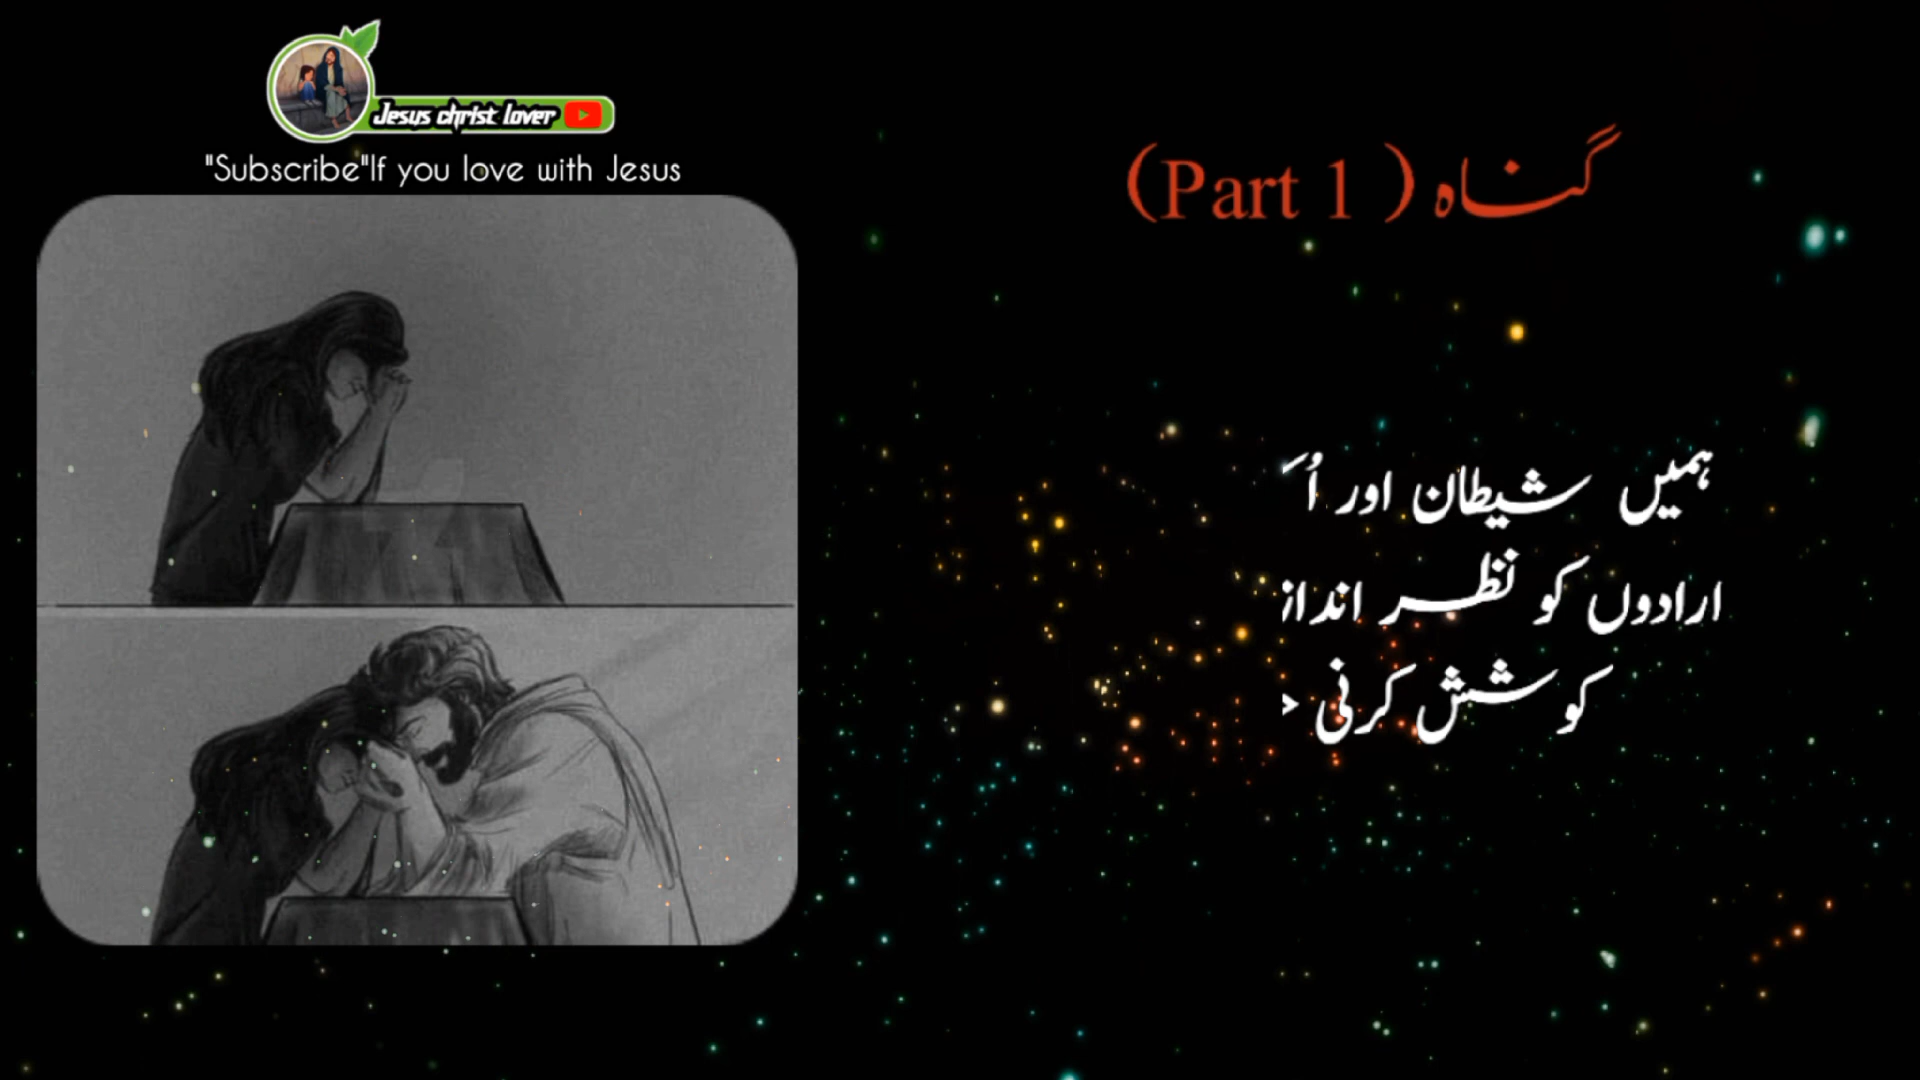 Jesus christ lover
"Subscribe"If you love with Jesus
گناہ (Part 1)
ہمیں شیطان اور
ارادوں کو نظر انداز
کوشش کرنی